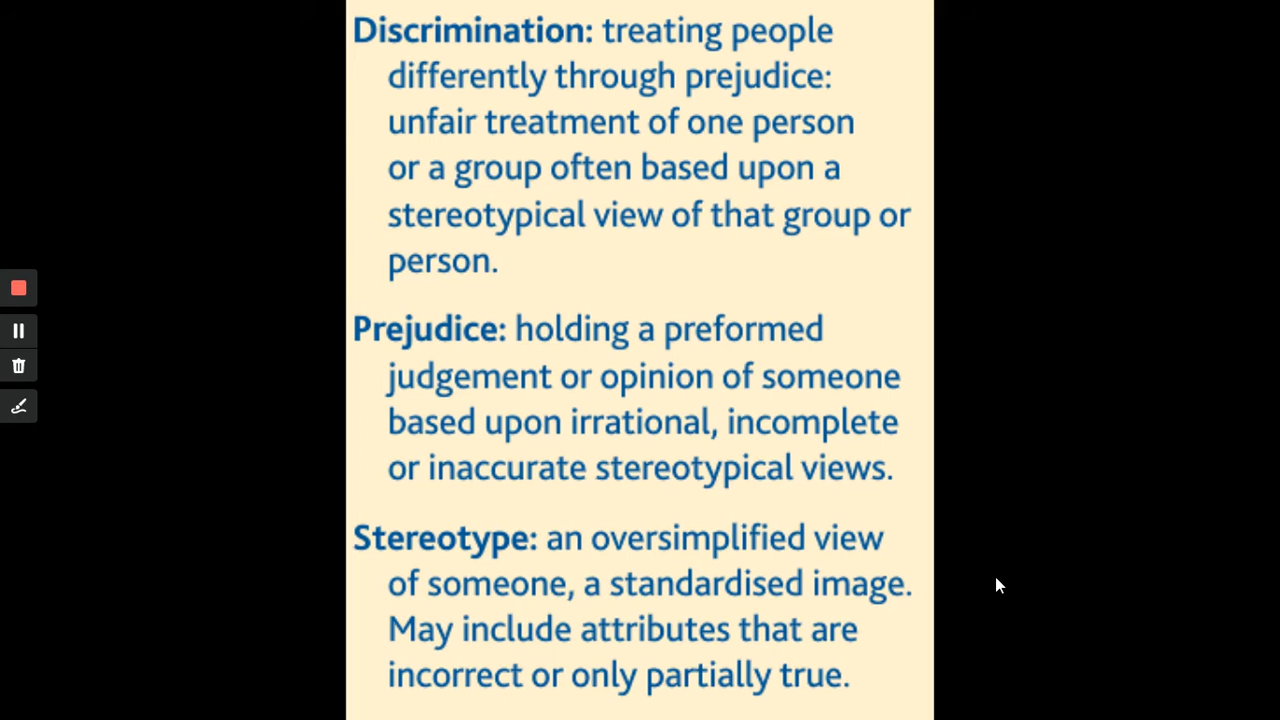 Discrimination: treating people
differently through prejudice:
unfair treatment of one person
or a group often based upon a
stereotypical view of that group or
person.
Prejudice: holding a preformed
judgement or opinion of someone
based upon irrational, incomplete
or inaccurate stereotypical views.
Stereotype: an oversimplified view
of someone, a standardised image.
May include attributes that are
incorrect or only partially true.